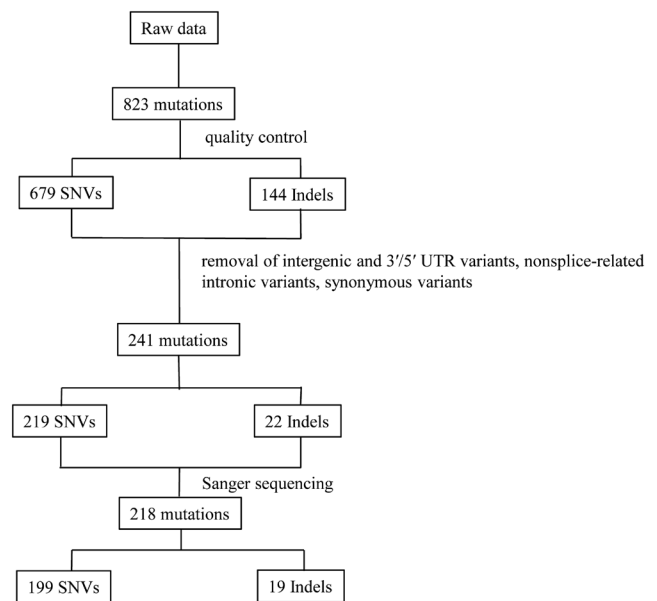 Raw data
823 mutations
quality control
679 SNVs
144 Indels
removal of intergenic and 3′/5′ UTR variants, nonsplice-related
intronic variants, synonymous variants
241 mutations
219 SNVs
22 Indels
Sanger sequencing
218 mutations
199 SNVs
19 Indels